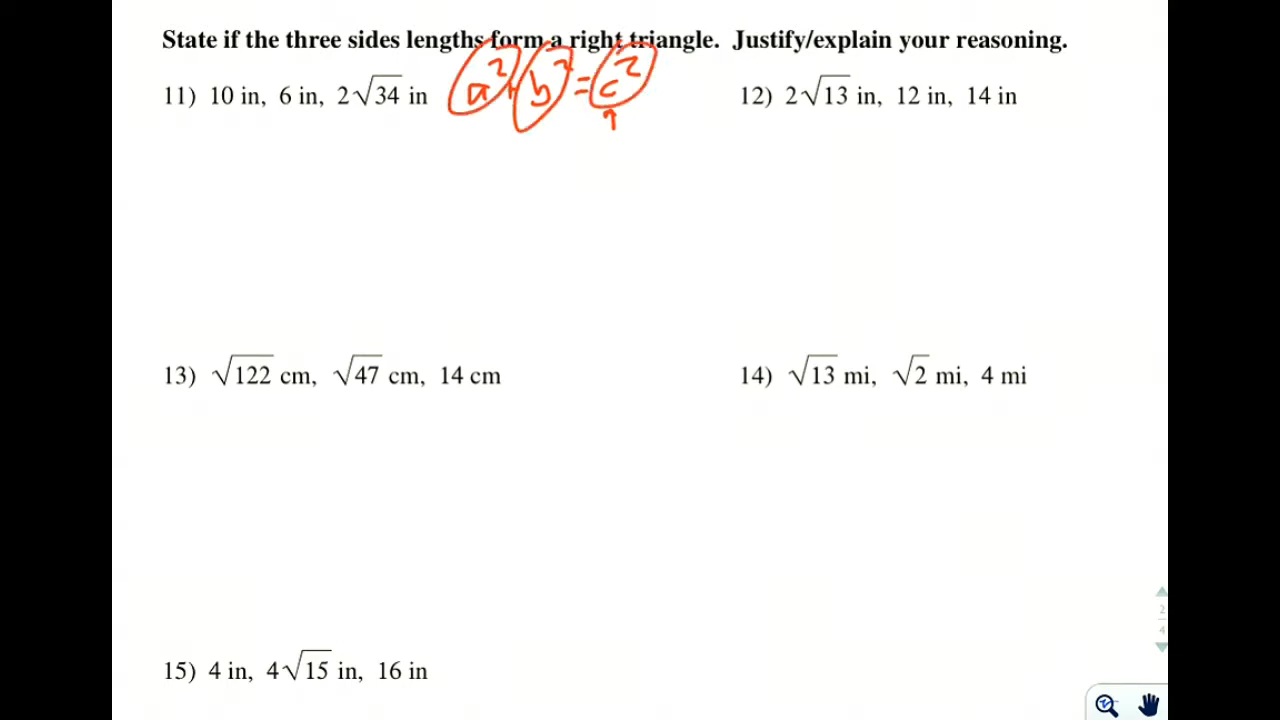 State if the three sides lengths form a right triangle. Justify/explain your reasoning.
a² + b² = c²
11) 10 in, 6 in, 2√34 in
12) 2√13 in, 12 in, 14 in
13) √122 cm, √47 cm, 14 cm
14) √13 mi, √2 mi, 4 mi
15) 4 in, 4√15 in, 16 in
2
4